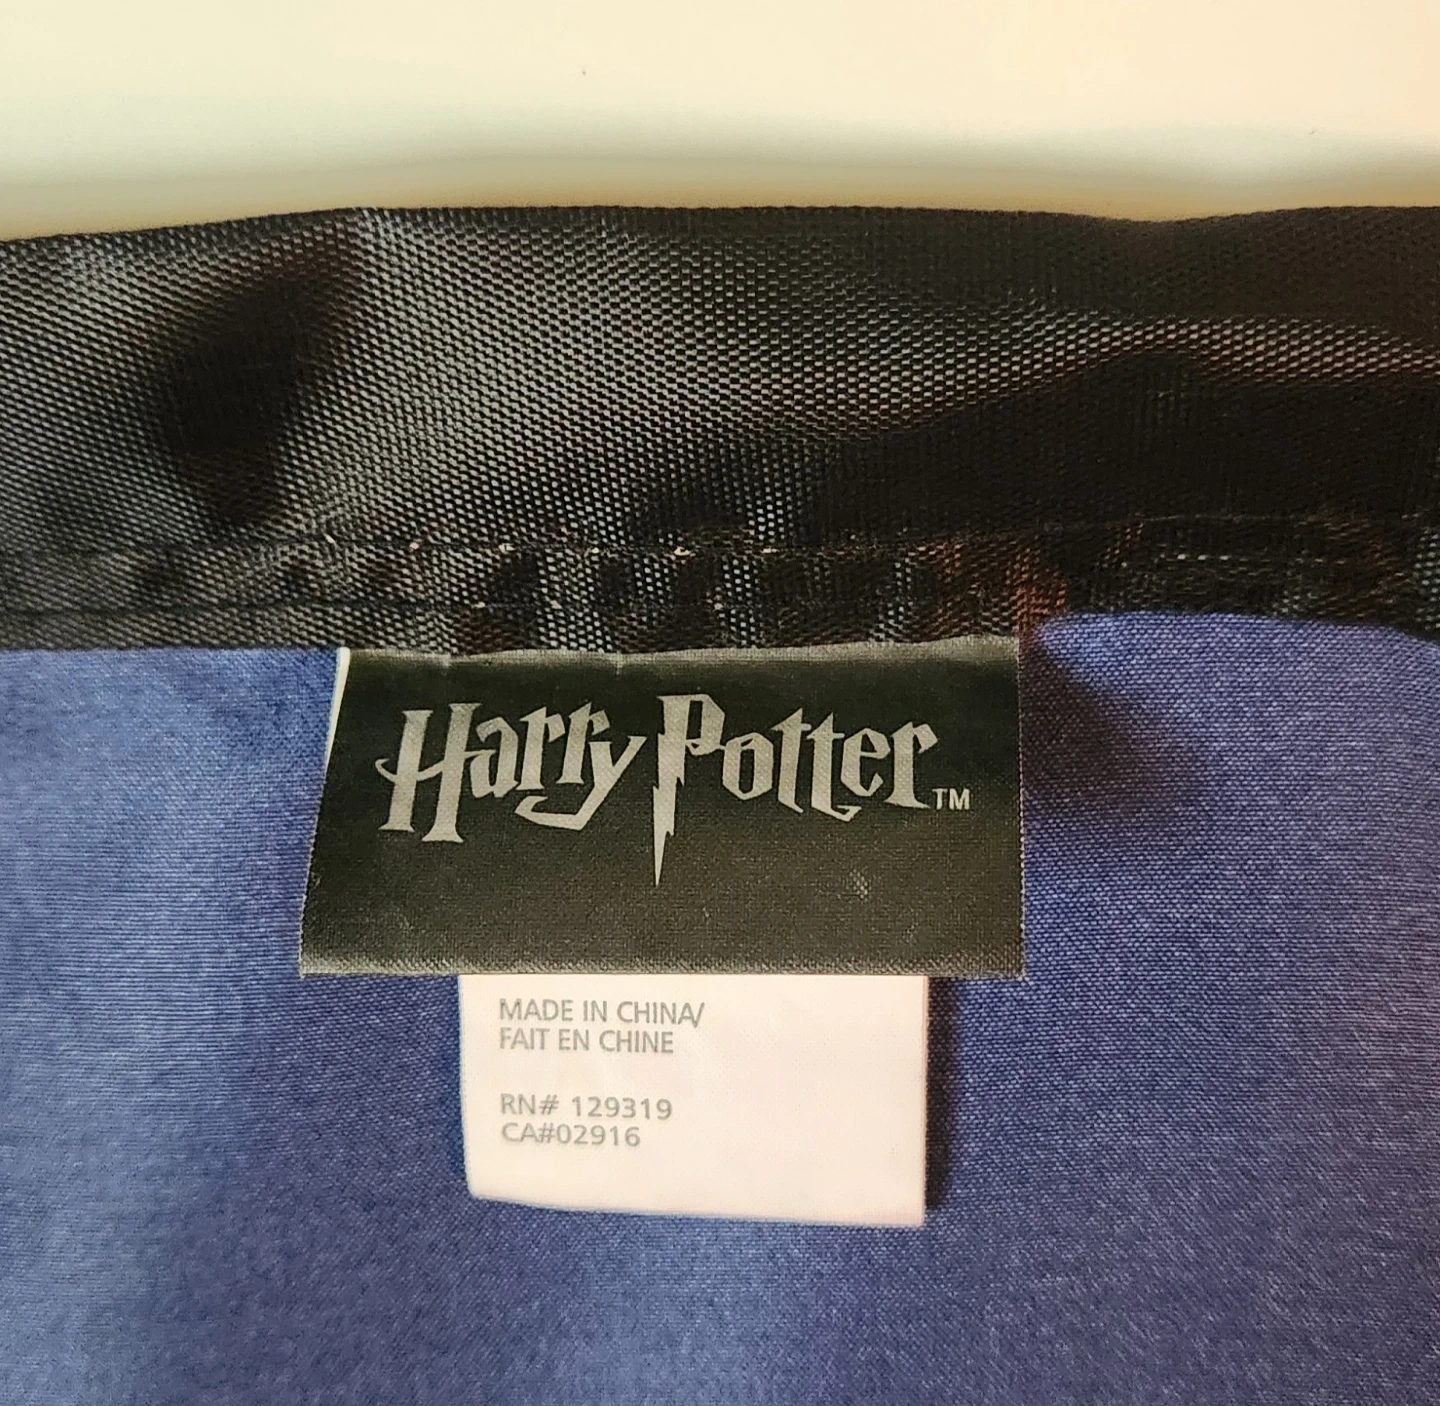 Harry Potter™
MADE IN CHINA/
FAIT EN CHINE
RN# 129319
CA#02916